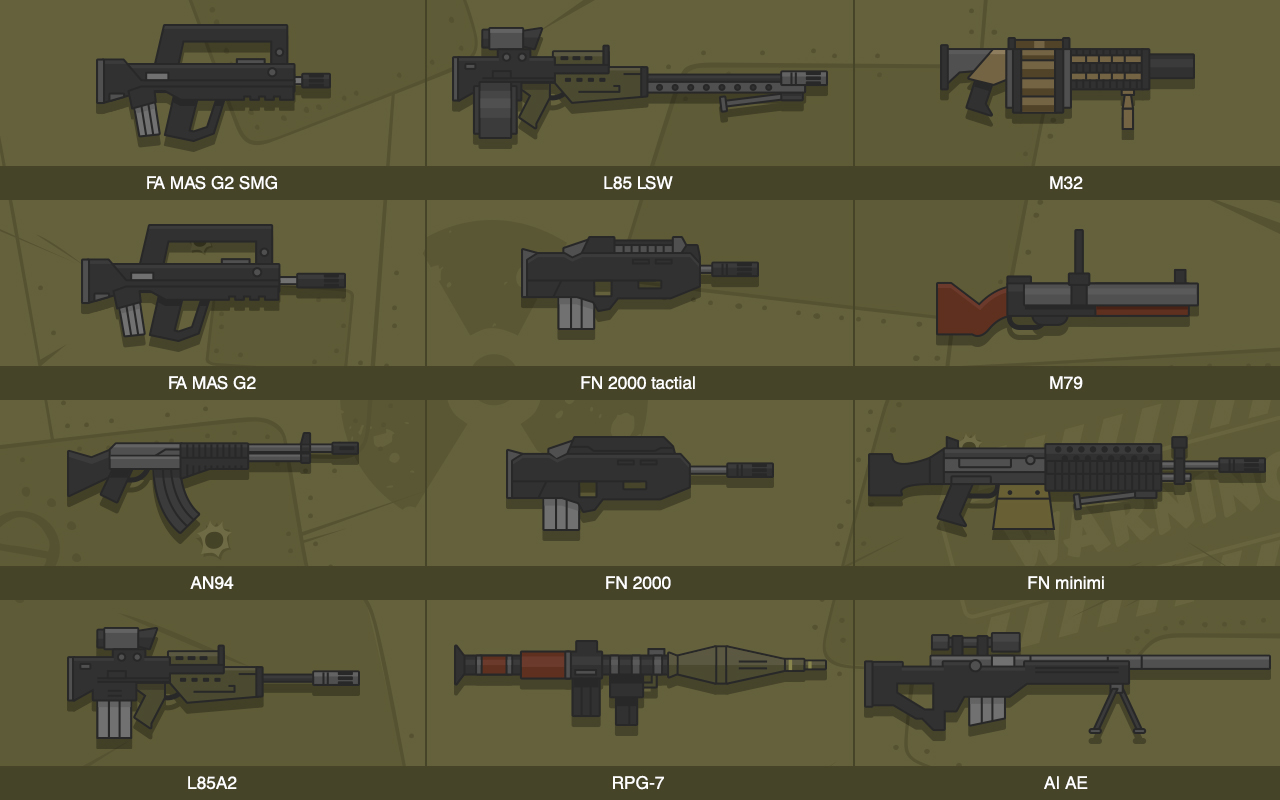 FA MAS G2 SMG
L85 LSW
M32
FA MAS G2
FN 2000 tactial
M79
AN94
FN 2000
FN minimi
WARNING
L85A2
RPG-7
AI AE